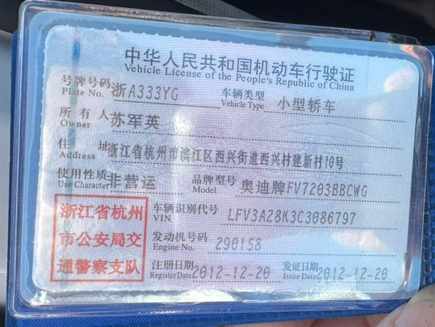 中华人民共和国机动车行驶证
Vehicle License of the People's Republic of China
号牌号码 浙A333YG 车辆类型 小型轿车
Plate No. Vehicle Type
所有人 苏军英
Owner
住址 浙江省杭州市滨江区西兴街道西兴村建新村10号
Address
使用性质 非营运 品牌型号 奥迪牌FV7203BBCWG
Use Character Model
浙江省杭州
市公安局交
通警察支队
车辆识别代号 LFV3A28K3C3086797
VIN
发动机号码 290158
Engine No.
注册日期 2012-12-20 发证日期 2012-12-20
Register Date Issue Date